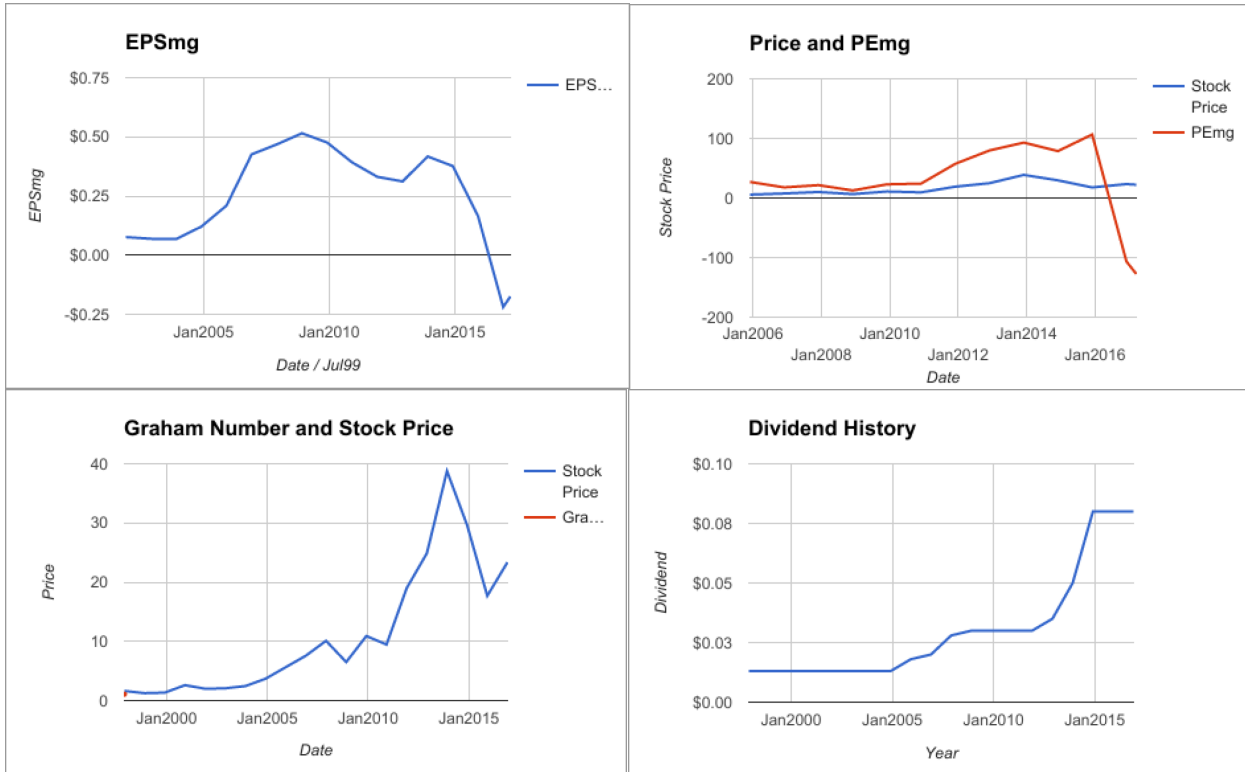 EPSmg
$0.75
$0.50
$0.25
$0.00
-$0.25
EPSmg
Jan2005
Jan2010
Jan2015
Date / Jul99
EPS…
Price and PEmg
200
100
0
-100
-200
Stock Price
Jan2006
Jan2008
Jan2010
Jan2012
Jan2014
Jan2016
Date
Stock
Price
PEmg
Graham Number and Stock Price
40
30
20
10
0
Price
Jan2000
Jan2005
Jan2010
Jan2015
Date
Stock
Price
Gra…
Dividend History
$0.10
$0.08
$0.05
$0.03
$0.00
Dividend
Jan2000
Jan2005
Jan2010
Jan2015
Year